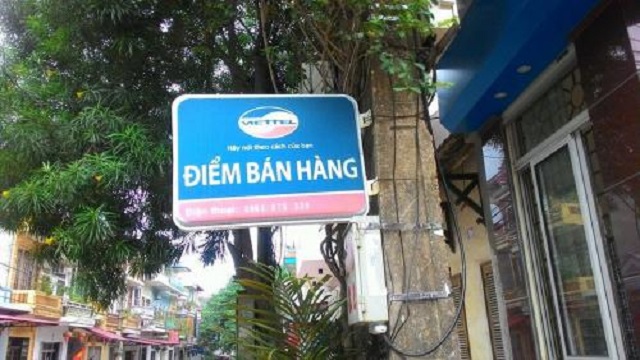 VIETTEL
Hãy nói theo cách của bạn
ĐIỂM BÁN HÀNG
Điện thoại: